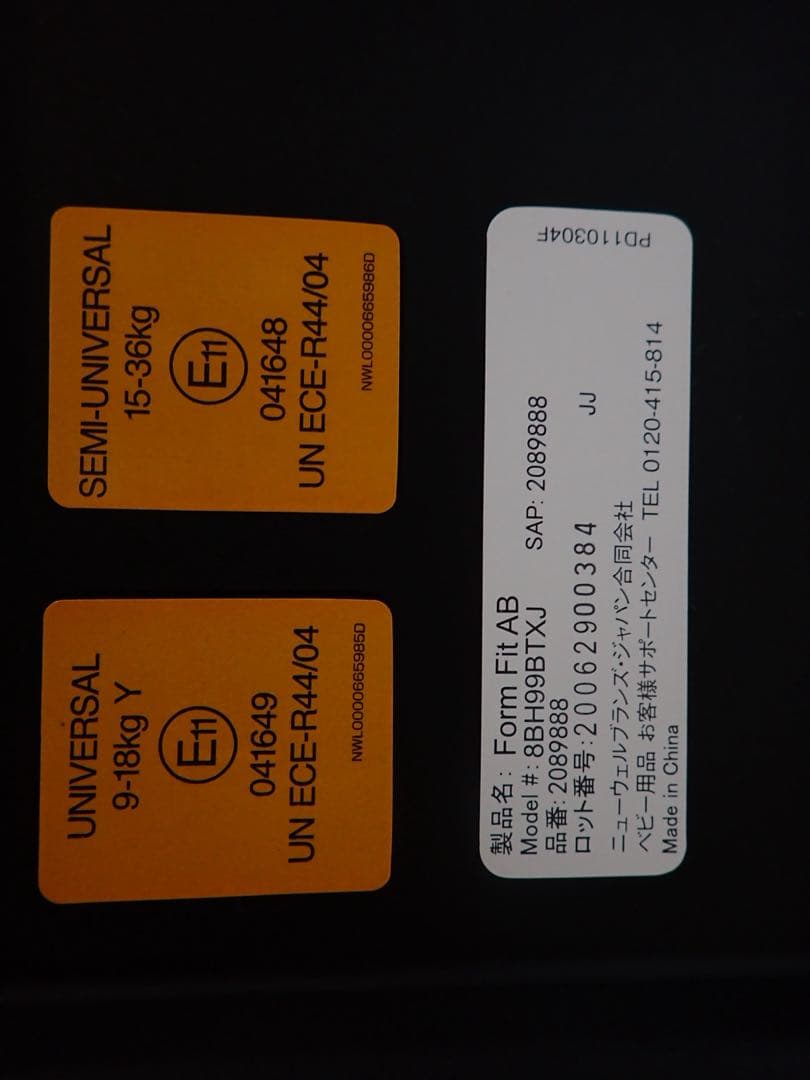 UNIVERSAL
9-18kg Y
E11
041649
UN ECE-R44/04
NWL0000665985D
SEMI-UNIVERSAL
15-36kg
E11
041648
UN ECE-R44/04
NWL0000665986D
製品名: Form Fit AB
Model #: 8BH99BTXJ SAP: 2089888
品番: 2089888
ロット番号:20062900384 JJ
ニューウェルブランズ・ジャパン合同会社
ベビー用品 お客様サポートセンター TEL 0120-415-814
Made in China
PD110304F